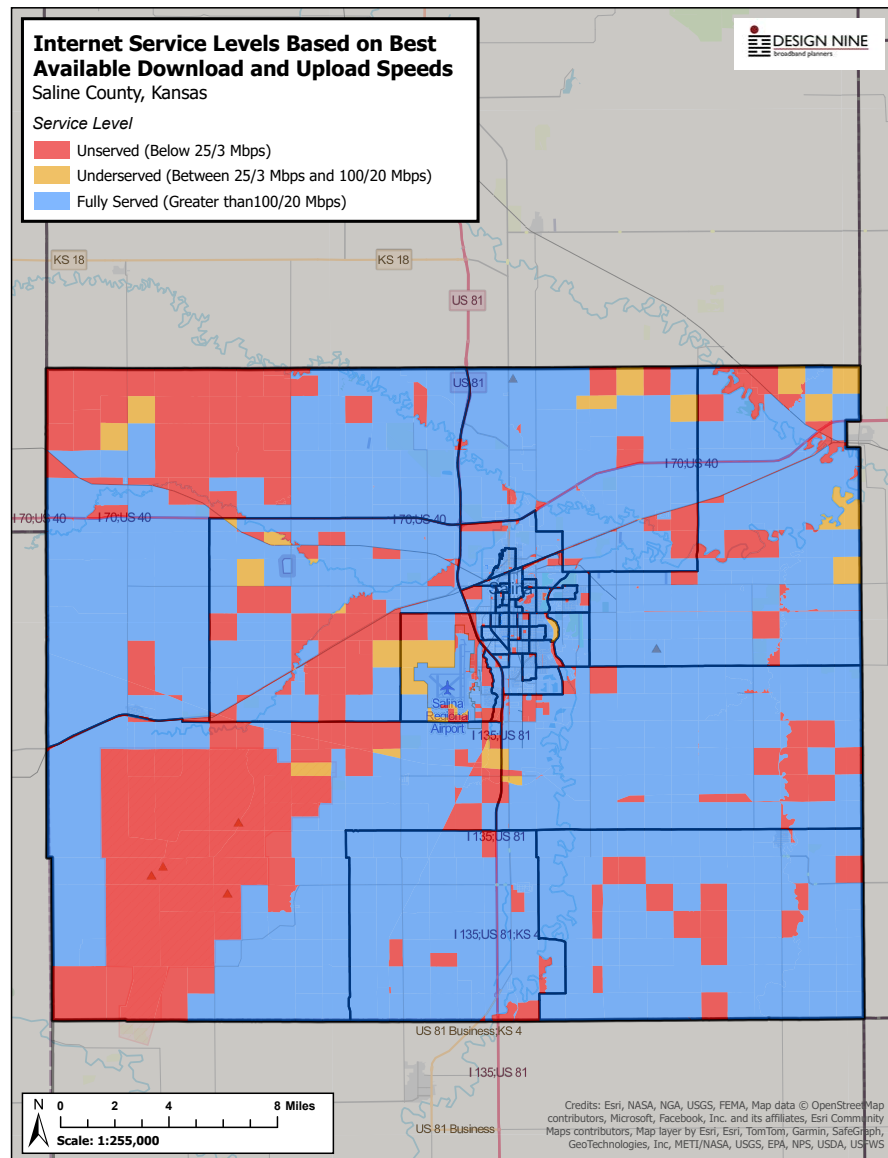 Internet Service Levels Based on Best
Available Download and Upload Speeds
Saline County, Kansas
Service Level
Unserved (Below 25/3 Mbps)
Underserved (Between 25/3 Mbps and 100/20 Mbps)
Fully Served (Greater than100/20 Mbps)
DESIGN NINE
broadband planners
KS 18
KS 18
US 81
US 81
I 70;US 40
I 70;US 40
I 70;US 40
I 70;US 40
Salina
Salina
Regional
Airport
I 135;US 81
I 135;US 81
I 135;US 81;KS 4
US 81 Business;KS 4
I 135;US 81
US 81 Business
N
0 2 4 8 Miles
Scale: 1:255,000
Credits: Esri, NASA, NGA, USGS, FEMA, Map data © OpenStreetMap
contributors, Microsoft, Facebook, Inc. and its affiliates, Esri Community
Maps contributors, Map layer by Esri, Esri, TomTom, Garmin, SafeGraph,
GeoTechnologies, Inc, METI/NASA, USGS, EPA, NPS, USDA, USFWS